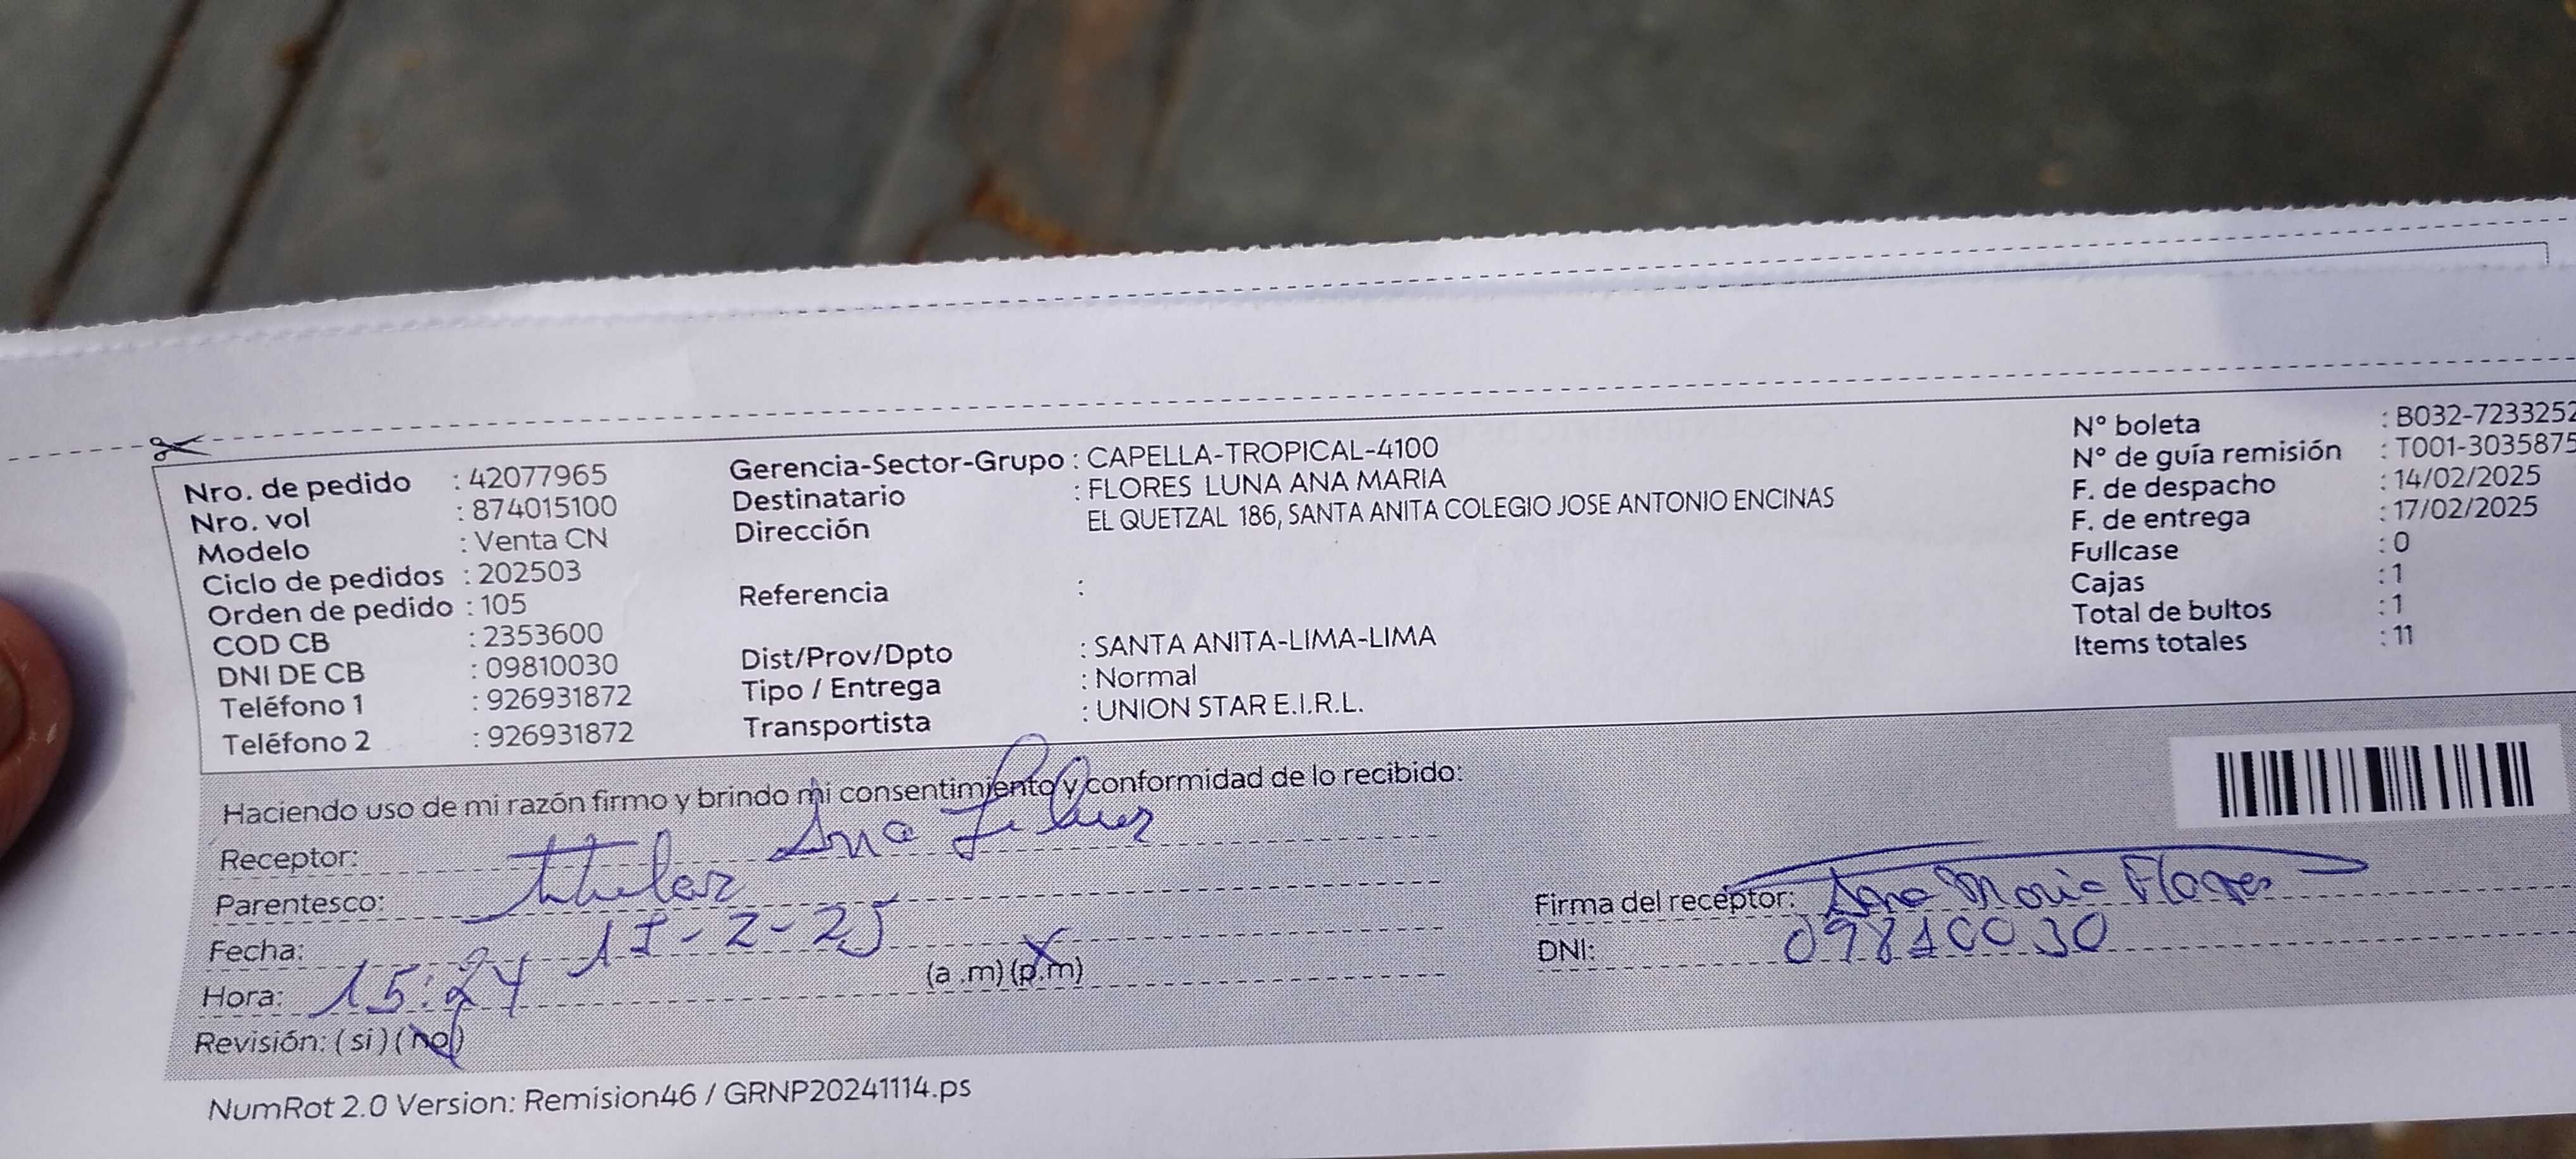 Nro. de pedido : 42077965
Nro. vol : 874015100
Modelo : Venta CN
Ciclo de pedidos : 202503
Orden de pedido : 105
COD CB : 2353600
DNI DE CB : 09810030
Teléfono 1 : 926931872
Teléfono 2 : 926931872
Gerencia-Sector-Grupo : CAPELLA-TROPICAL-4100
Destinatario : FLORES LUNA ANA MARIA
Dirección EL QUETZAL 186, SANTA ANITA COLEGIO JOSE ANTONIO ENCINAS
Referencia :
Dist/Prov/Dpto : SANTA ANITA-LIMA-LIMA
Tipo / Entrega : Normal
Transportista : UNION STAR E.I.R.L.
N° boleta : B032-7233252
N° de guía remisión : T001-3035875
F. de despacho : 14/02/2025
F. de entrega : 17/02/2025
Fullcase : 0
Cajas : 1
Total de bultos : 1
Items totales : 11
Haciendo uso de mi razón firmo y brindo mi consentimiento y conformidad de lo recibido:
Receptor: Ana
Parentesco: titular
Fecha: 17-2-25
Hora: 15:24 (a .m) (p.m)
Revisión: ( si ) ( no )
Firma del receptor: Ana Maria Flores
DNI: 09810030
NumRot 2.0 Version: Remision46 / GRNP20241114.ps